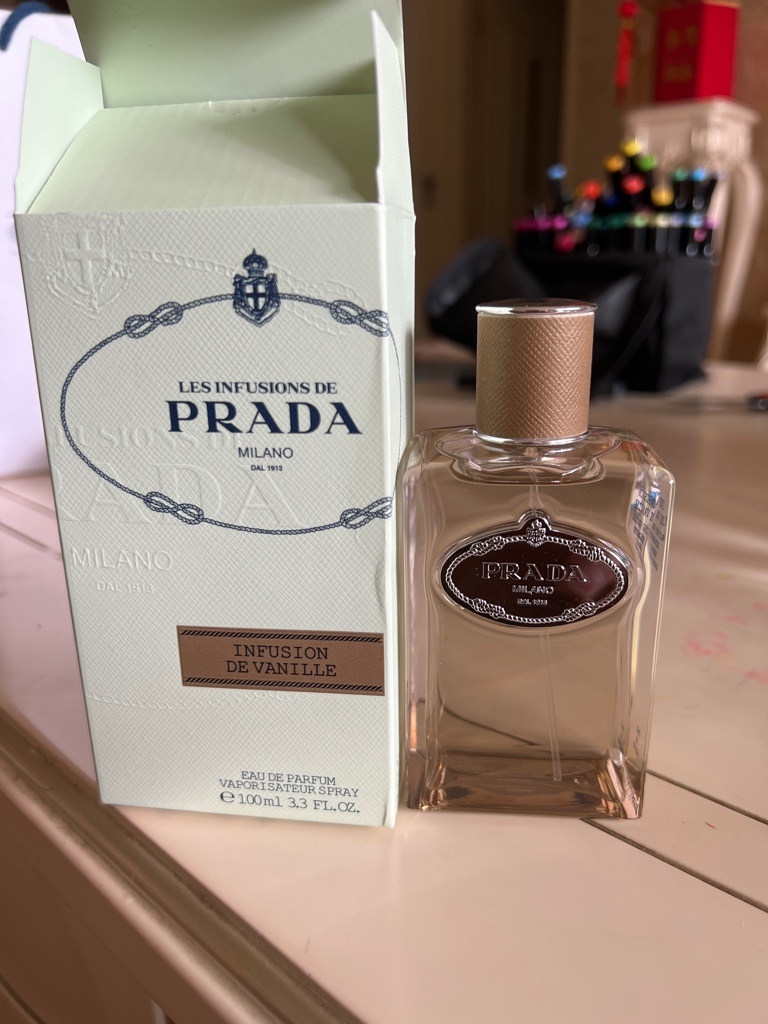 LES INFUSIONS DE
PRADA
MILANO
DAL 1913
MILANO
DAL 1913
INFUSION
DE VANILLE
EAU DE PARFUM
VAPORISATEUR SPRAY
e 100ml 3.3 FL.OZ.
PRADA
MILANO
DAL 1913